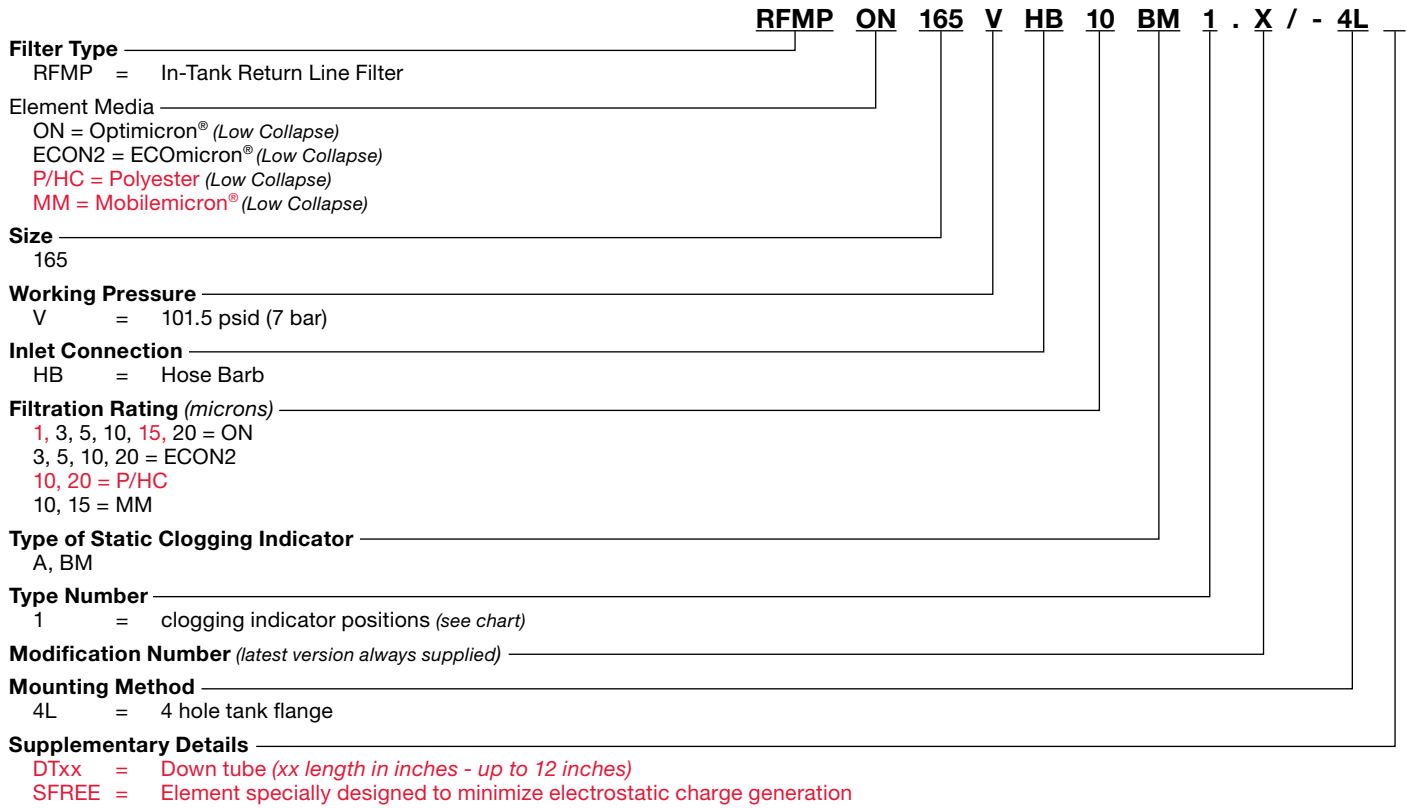 RFMP ON 165 V HB 10 BM 1 . X / - 4L
Filter Type
RFMP = In-Tank Return Line Filter
Element Media
ON = Optimicron® (Low Collapse)
ECON2 = ECOmicron® (Low Collapse)
P/HC = Polyester (Low Collapse)
MM = Mobilemicron® (Low Collapse)
Size
165
Working Pressure
V = 101.5 psid (7 bar)
Inlet Connection
HB = Hose Barb
Filtration Rating (microns)
1, 3, 5, 10, 15, 20 = ON
3, 5, 10, 20 = ECON2
10, 20 = P/HC
10, 15 = MM
Type of Static Clogging Indicator
A, BM
Type Number
1 = clogging indicator positions (see chart)
Modification Number (latest version always supplied)
Mounting Method
4L = 4 hole tank flange
Supplementary Details
DTxx = Down tube (xx length in inches - up to 12 inches)
SFREE = Element specially designed to minimize electrostatic charge generation